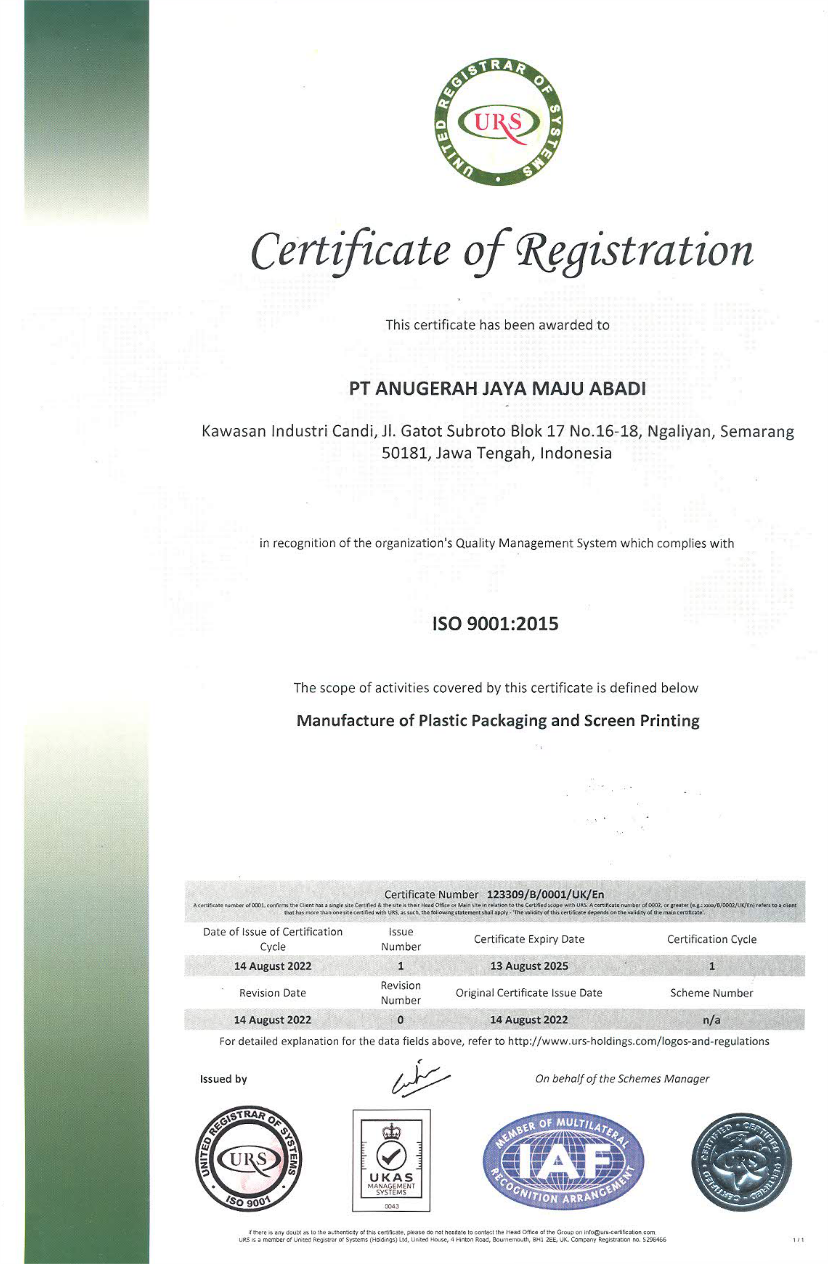 UNITED REGISTRAR OF SYSTEMS
URS
Certificate of Registration
This certificate has been awarded to
PT ANUGERAH JAYA MAJU ABADI
Kawasan Industri Candi, Jl. Gatot Subroto Blok 17 No.16-18, Ngaliyan, Semarang
50181, Jawa Tengah, Indonesia
in recognition of the organization's Quality Management System which complies with
ISO 9001:2015
The scope of activities covered by this certificate is defined below
Manufacture of Plastic Packaging and Screen Printing
Certificate Number 123309/B/0001/UK/En
A certificate number of 0001, confirms the Client has a single site Certified & the site is their Head Office or Main site in relation to the Certified scope with URS. A certificate number of 0002, or greater (e.g.: xxxx/B/0002/UK/En) refers to a client
that has more than one site certified with URS, as such, the following statement shall apply - 'The validity of this certificate depends on the validity of the main certificate'.
Date of Issue of Certification Cycle Issue Number Certificate Expiry Date Certification Cycle
14 August 2022 1 13 August 2025 1
Revision Date Revision Number Original Certificate Issue Date Scheme Number
14 August 2022 0 14 August 2022 n/a
For detailed explanation for the data fields above, refer to http://www.urs-holdings.com/logos-and-regulations
Issued by
On behalf of the Schemes Manager
UNITED REGISTRAR OF SYSTEMS
URS
ISO 9001
UKAS
MANAGEMENT
SYSTEMS
0043
MEMBER OF MULTILATERAL
IAF
RECOGNITION ARRANGEMENT
CERTIFIED • CERTIFIED • CERTIFIED
URS
If there is any doubt as to the authenticity of this certificate, please do not hesitate to contact the Head Office of the Group on info@urs-certification.com
URS is a member of United Registrar of Systems (Holdings) Ltd, United House, 4 Hinton Road, Bournemouth, BH1 2EE, UK. Company Registration no. 5298466
1 / 1